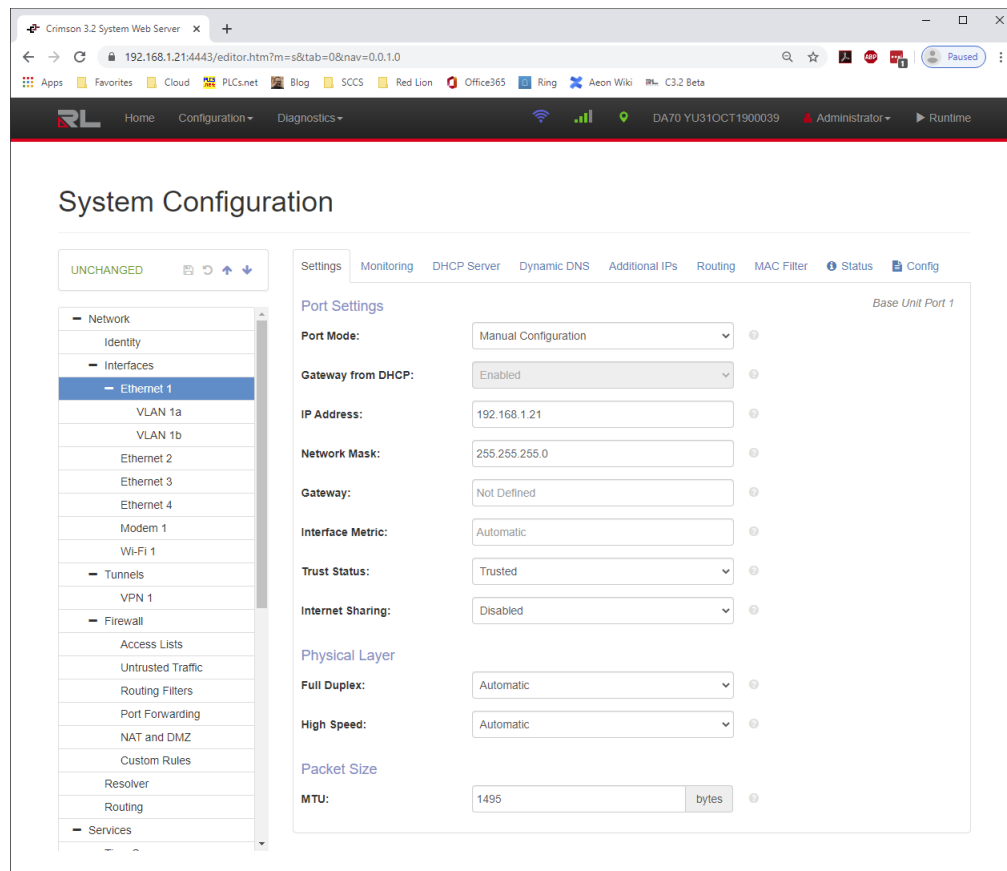 Crimson 3.2 System Web Server
192.168.1.21:4443/editor.htm?m=s&tab=0&nav=0.0.1.0
Paused
Apps Favorites Cloud PLCs.net Blog SCCS Red Lion Office365 Ring Aeon Wiki C3.2 Beta
RL Home Configuration Diagnostics DA70 YU31OCT1900039 Administrator Runtime
System Configuration
UNCHANGED
Network
Identity
Interfaces
Ethernet 1
VLAN 1a
VLAN 1b
Ethernet 2
Ethernet 3
Ethernet 4
Modem 1
Wi-Fi 1
Tunnels
VPN 1
Firewall
Access Lists
Untrusted Traffic
Routing Filters
Port Forwarding
NAT and DMZ
Custom Rules
Resolver
Routing
Services
Settings Monitoring DHCP Server Dynamic DNS Additional IPs Routing MAC Filter Status Config
Port Settings Base Unit Port 1
Port Mode: Manual Configuration
Gateway from DHCP: Enabled
IP Address: 192.168.1.21
Network Mask: 255.255.255.0
Gateway: Not Defined
Interface Metric: Automatic
Trust Status: Trusted
Internet Sharing: Disabled
Physical Layer
Full Duplex: Automatic
High Speed: Automatic
Packet Size
MTU: 1495 bytes